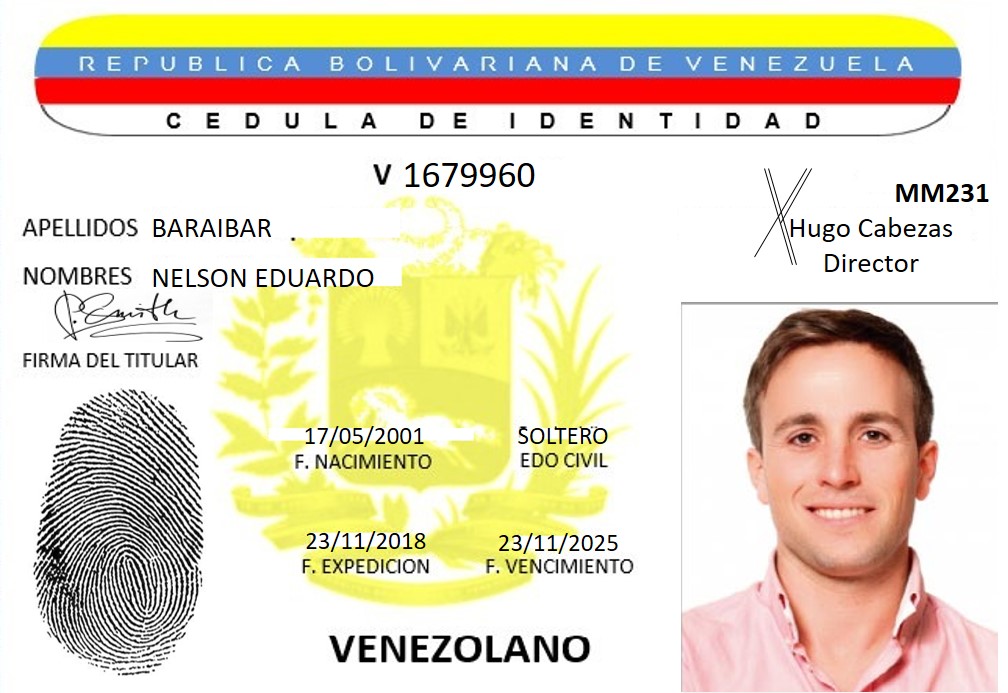 REPUBLICA BOLIVARIANA DE VENEZUELA
CEDULA DE IDENTIDAD
V 1679960
MM231
APELLIDOS BARAIBAR .
Hugo Cabezas
Director
NOMBRES NELSON EDUARDO
FIRMA DEL TITULAR
17/05/2001 SOLTERO
F. NACIMIENTO EDO CIVIL
23/11/2018 23/11/2025
F. EXPEDICION F. VENCIMIENTO
VENEZOLANO